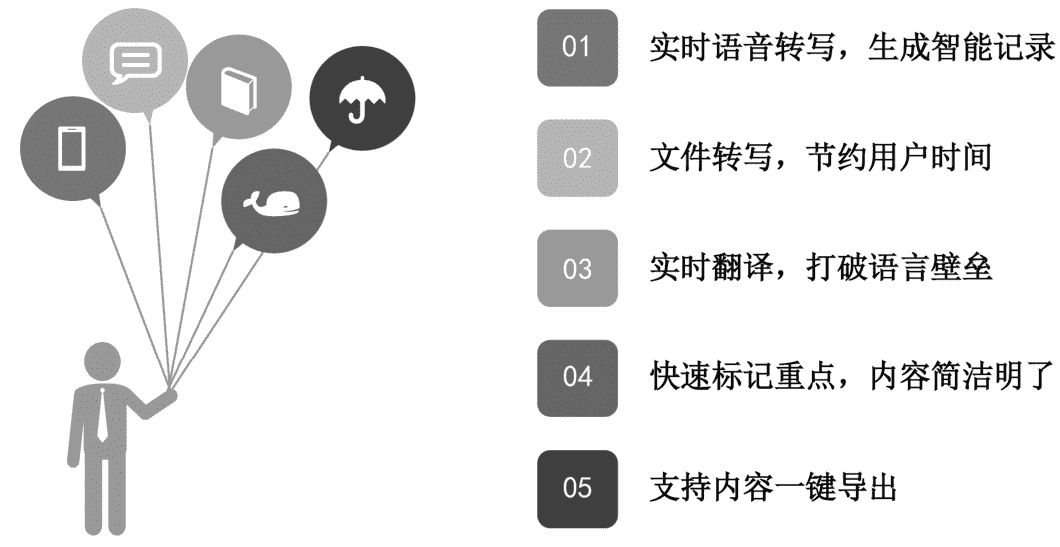 01
实时语音转写，生成智能记录
02
文件转写，节约用户时间
03
实时翻译，打破语言壁垒
04
快速标记重点，内容简洁明了
05
支持内容一键导出